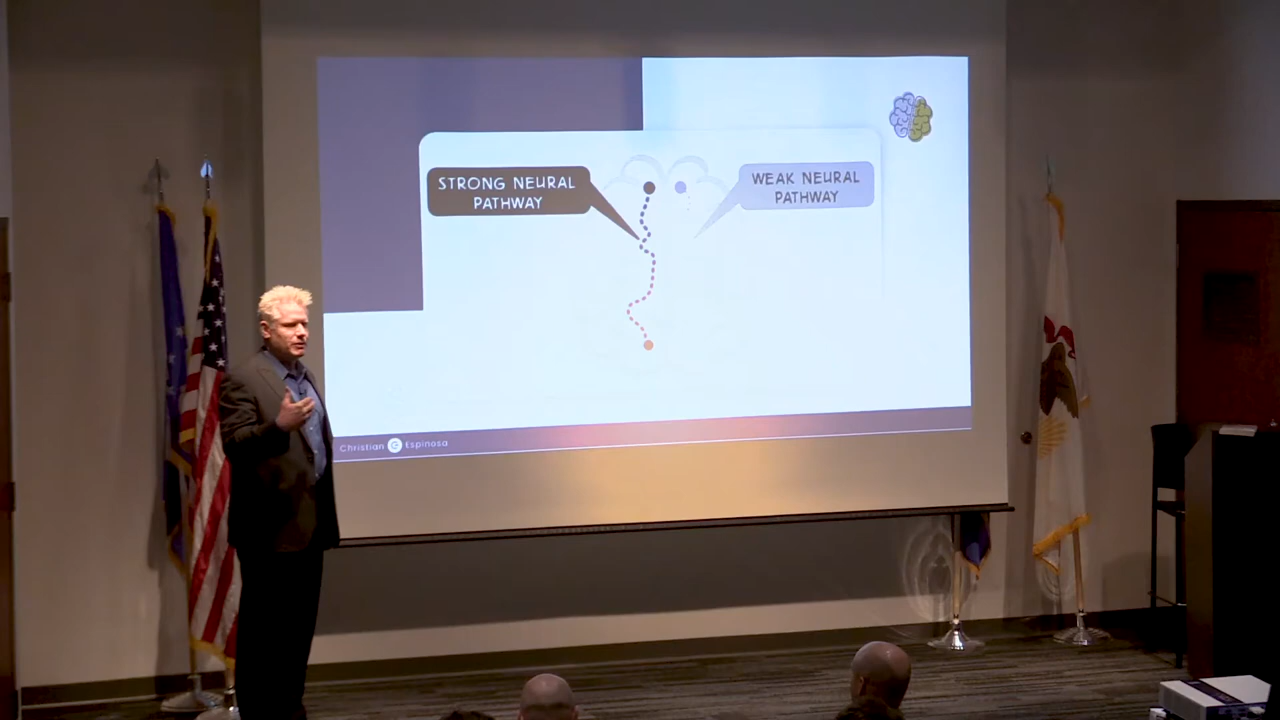 STRONG NEURAL
PATHWAY
WEAK NEURAL
PATHWAY
Christian Espinosa